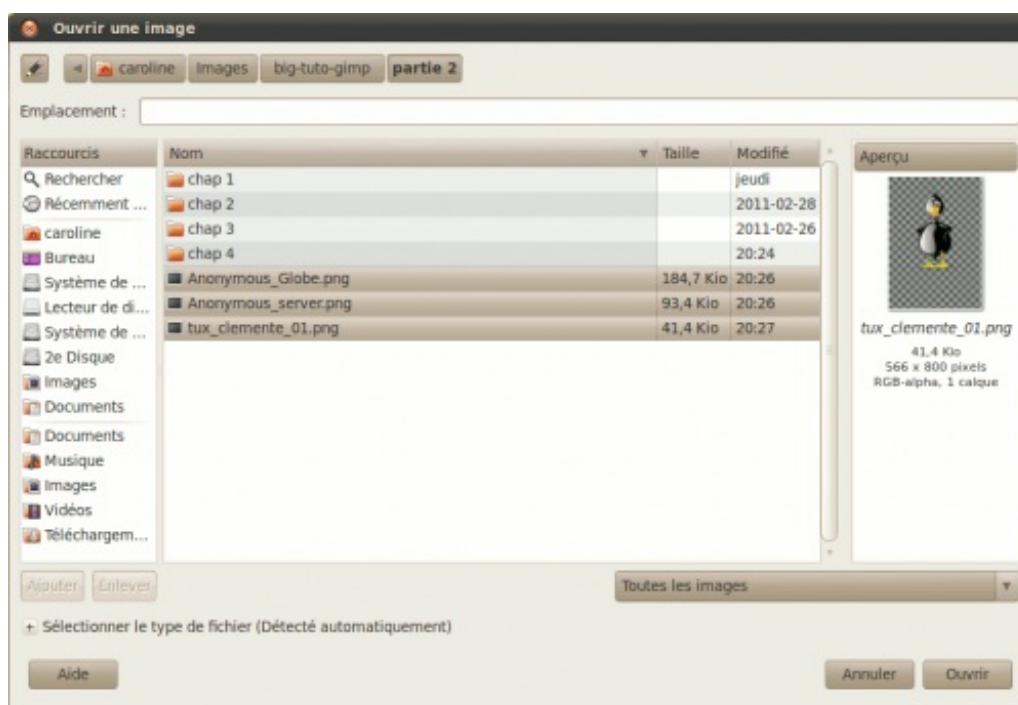 Ouvrir une image
caroline Images big-tuto-gimp partie 2
Emplacement :
Raccourcis
Rechercher
Récemment ...
caroline
Bureau
Système de ...
Lecteur de di...
Système de ...
2e Disque
Images
Documents
Documents
Musique
Images
Vidéos
Téléchargem...
Nom Taille Modifié
chap 1 jeudi
chap 2 2011-02-28
chap 3 2011-02-26
chap 4 20:24
Anonymous_Globe.png 184,7 Kio 20:26
Anonymous_server.png 93,4 Kio 20:26
tux_clemente_01.png 41,4 Kio 20:27
Aperçu
tux_clemente_01.png
41,4 Kio
566 x 800 pixels
RGB-alpha, 1 calque
Ajouter Enlever
Toutes les images
+ Sélectionner le type de fichier (Détecté automatiquement)
Aide Annuler Ouvrir